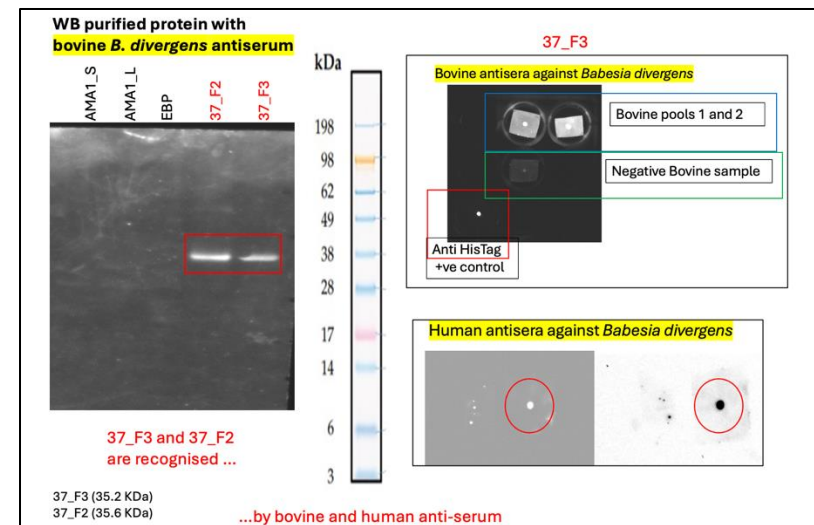 WB purified protein with
bovine B. divergens antiserum
AMA1_S
AMA1_L
EBP
37_F2
37_F3
kDa
198
98
62
49
38
28
17
14
6
3
37_F3 and 37_F2
are recognised ...
37_F3 (35.2 KDa)
37_F2 (35.6 KDa)
...by bovine and human anti-serum
37_F3
Bovine antisera against Babesia divergens
Bovine pools 1 and 2
Negative Bovine sample
Anti HisTag
+ve control
Human antisera against Babesia divergens